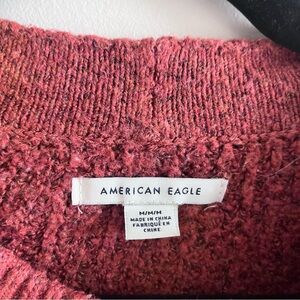 AMERICAN EAGLE
M/M/M
MADE IN CHINA
FABRIQUÉ EN
CHINE